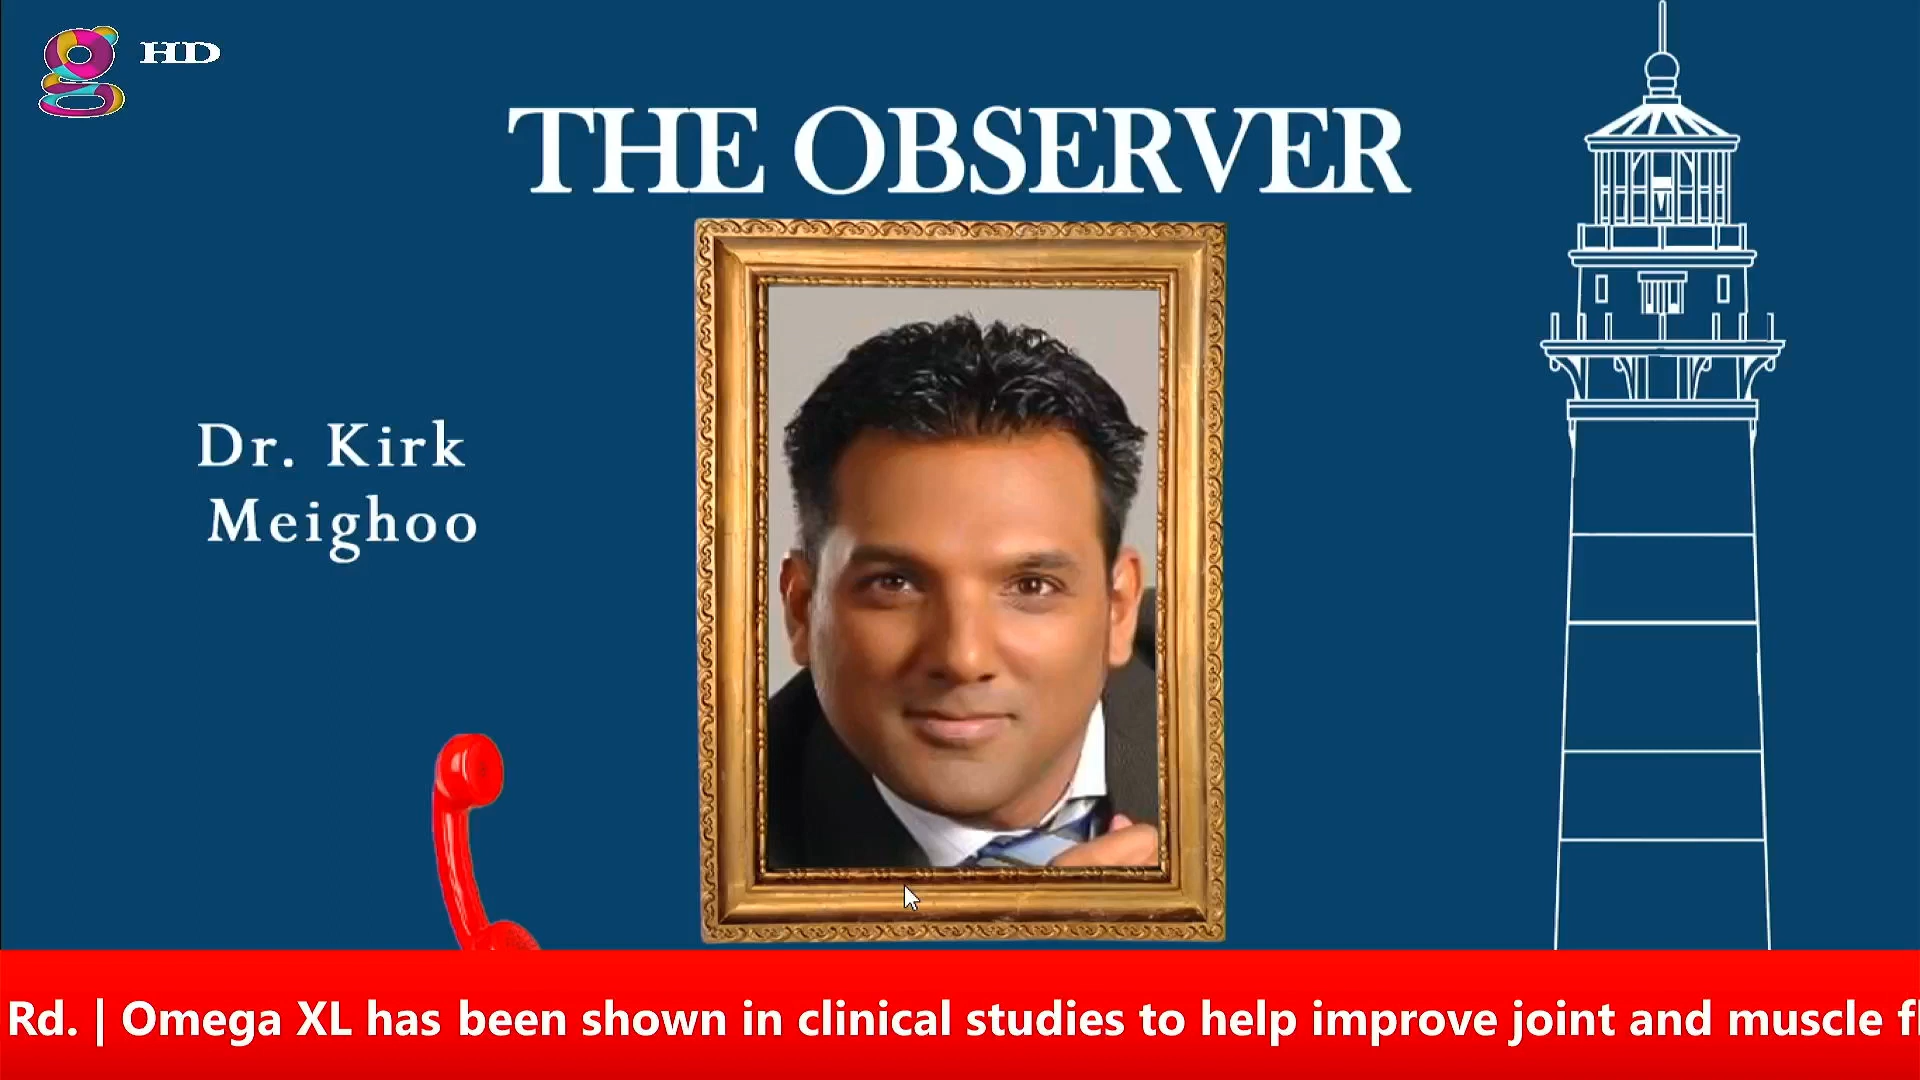 g HD
THE OBSERVER
Dr. Kirk
Meighoo
Rd. | Omega XL has been shown in clinical studies to help improve joint and muscle fl